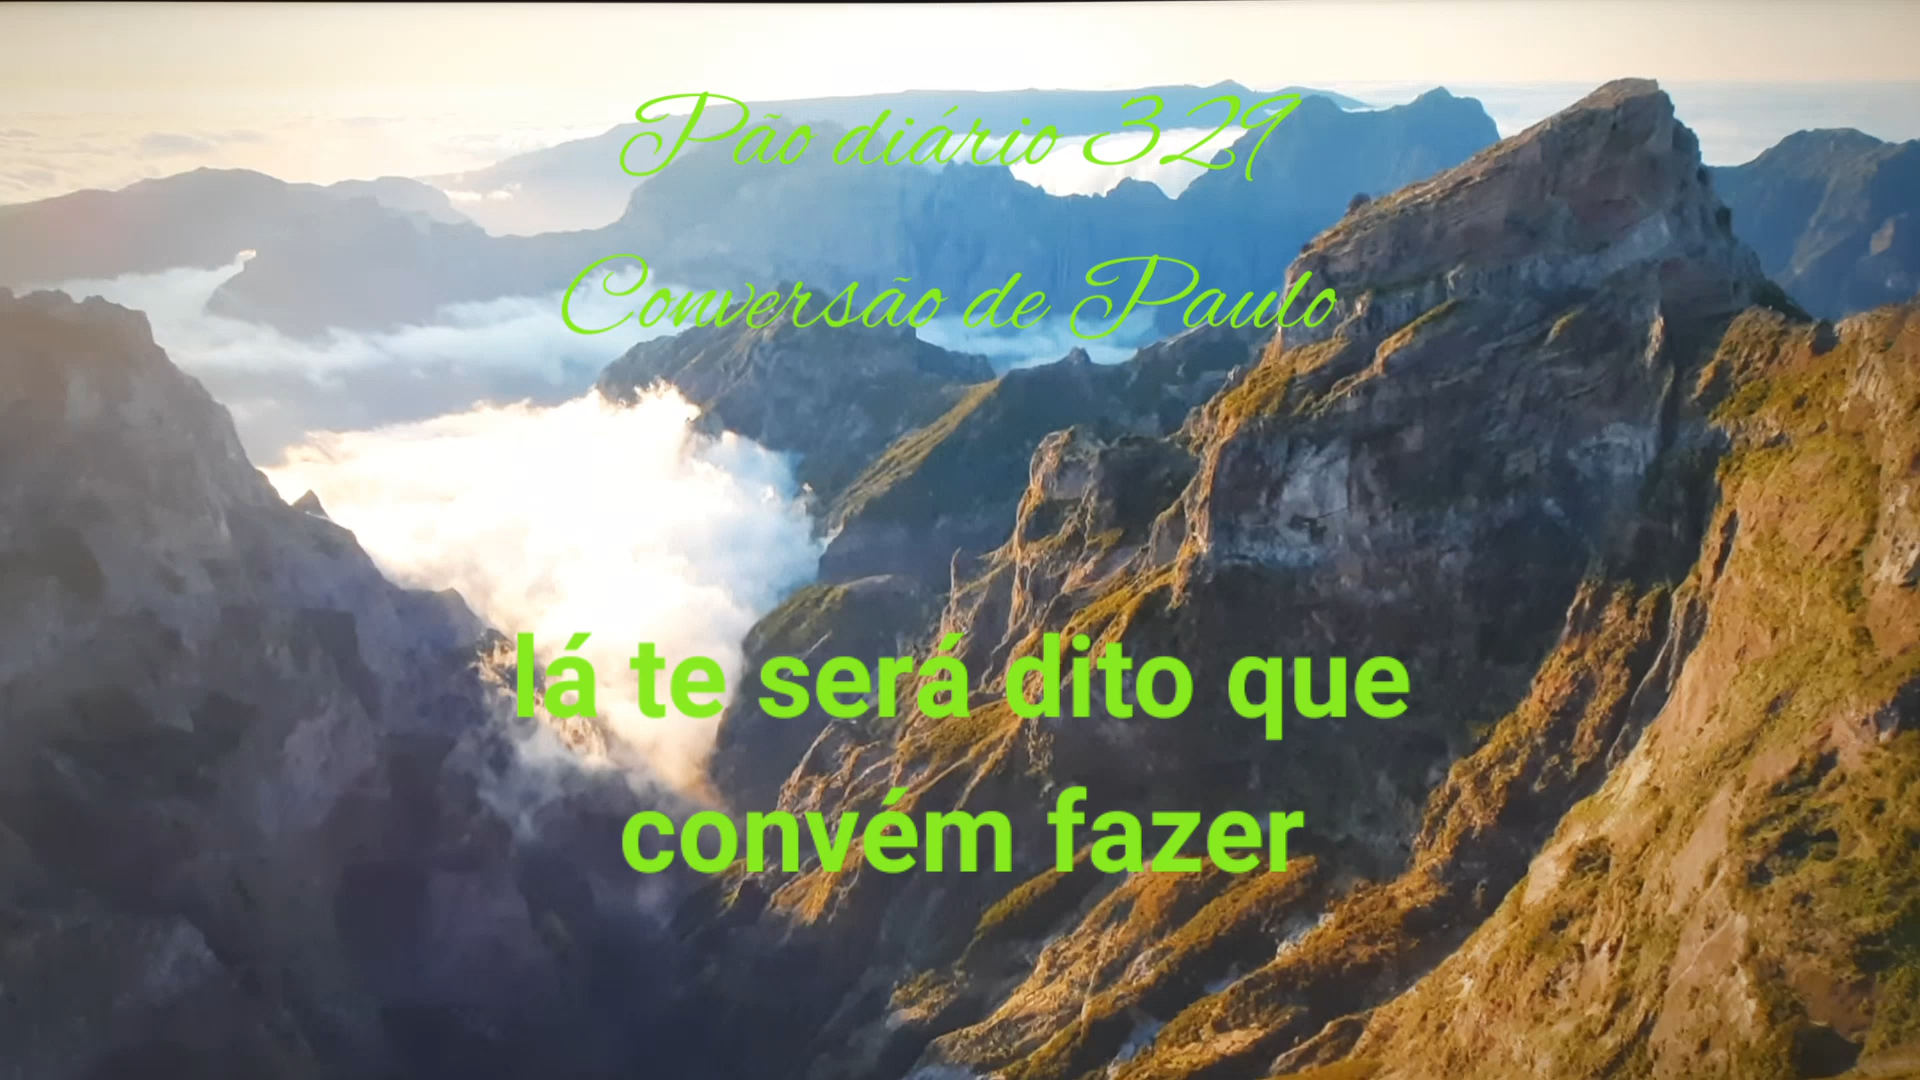 Pão diário 329
Conversão de Paulo
lá te será dito que
convém fazer